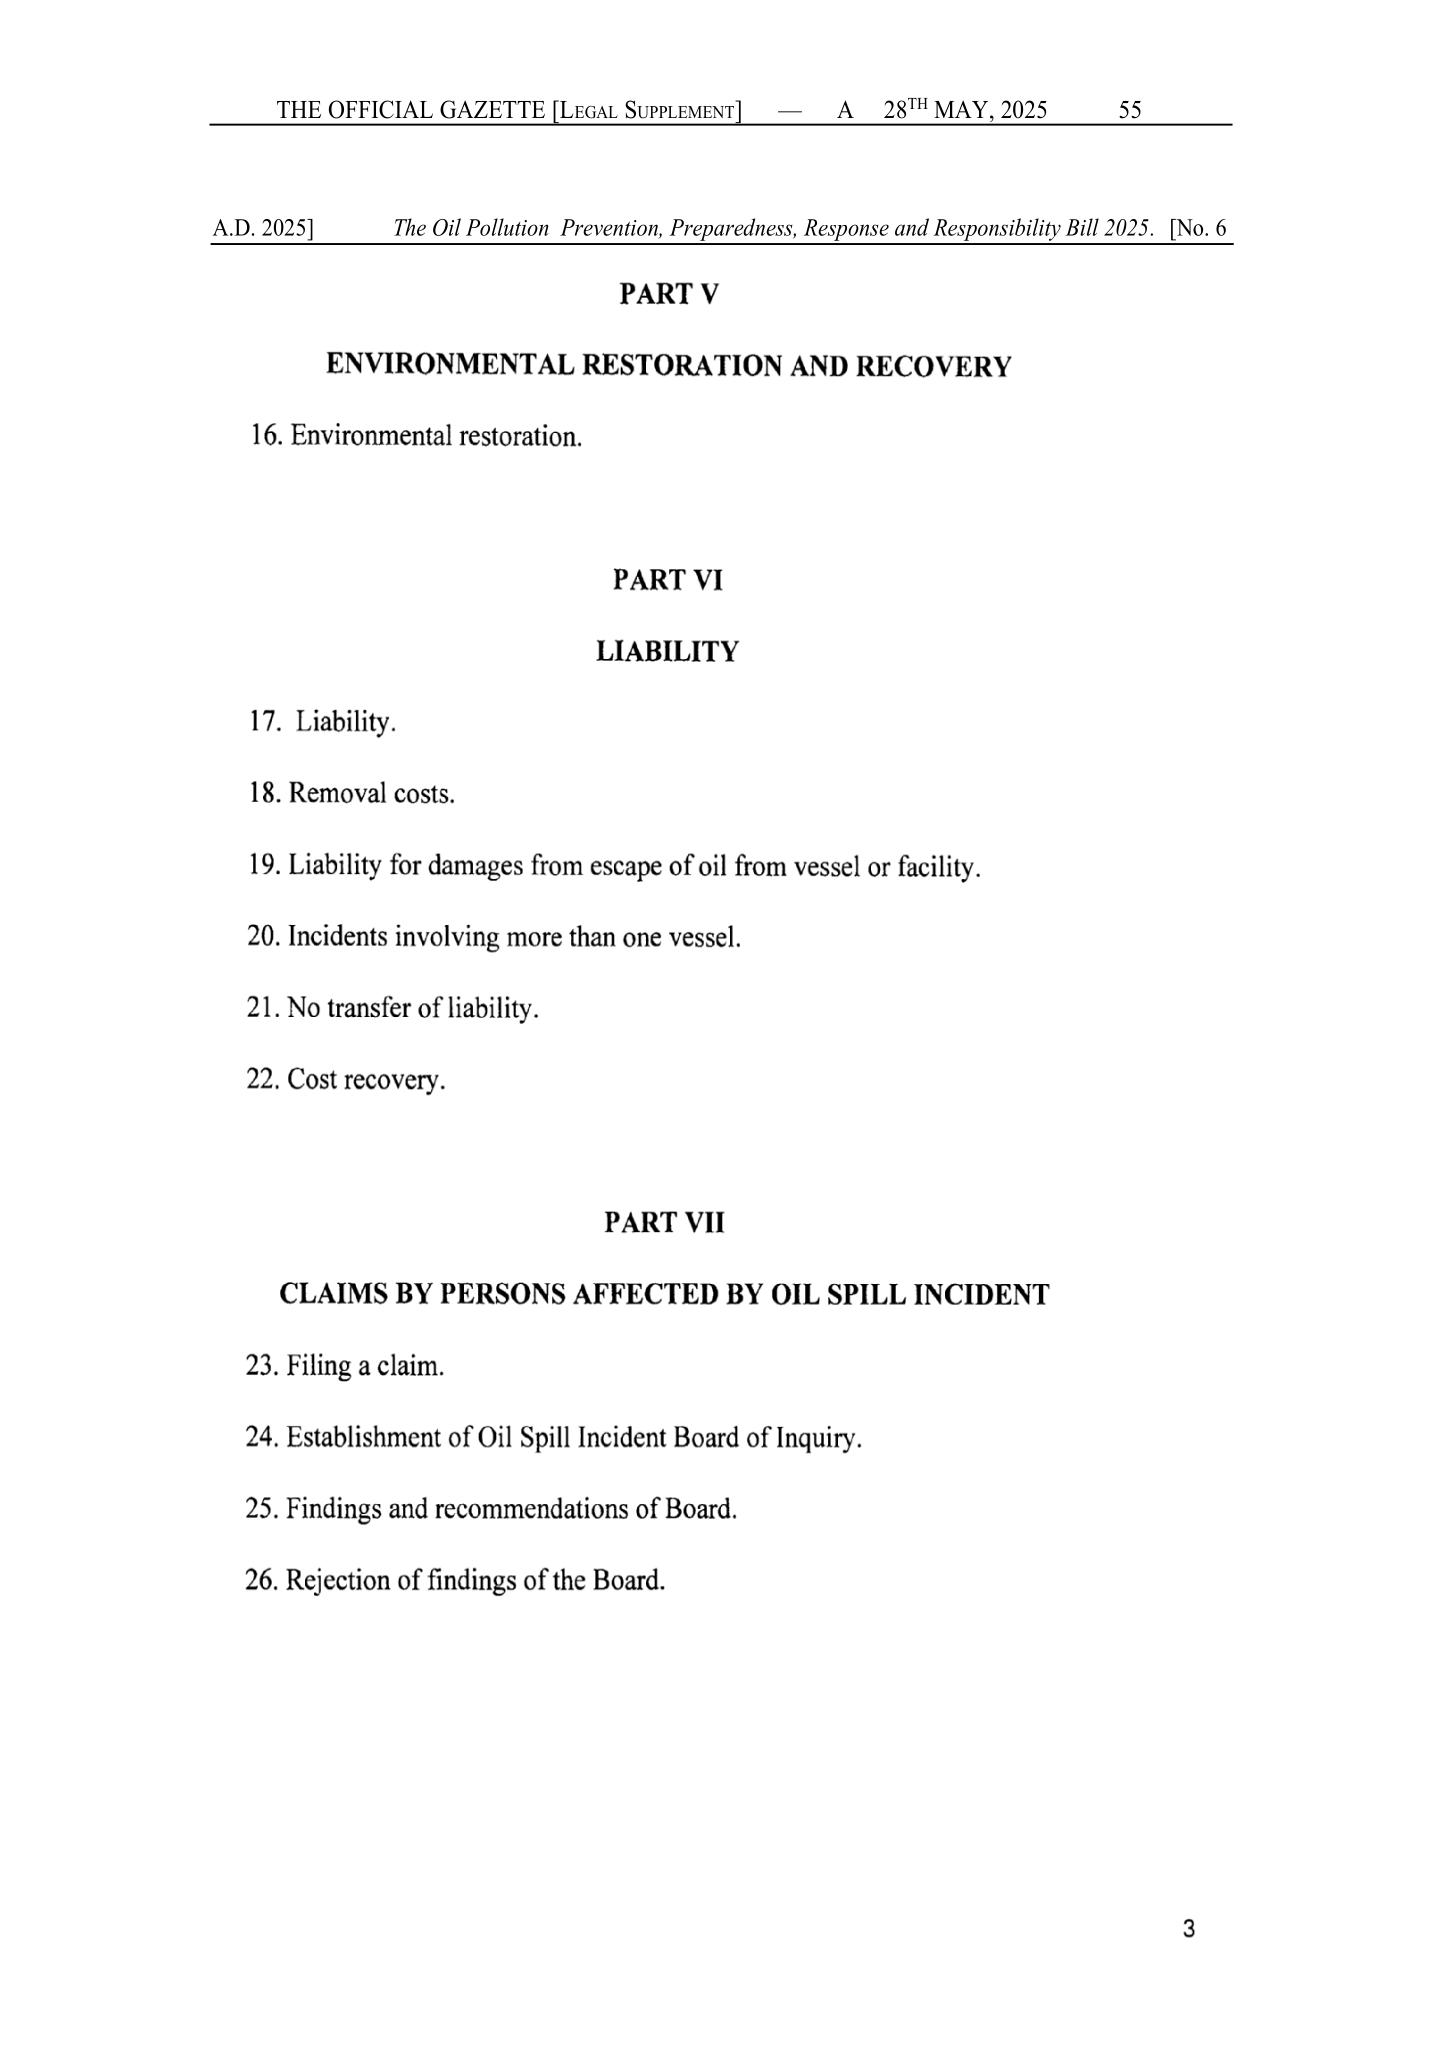 THE OFFICIAL GAZETTE [LEGAL SUPPLEMENT] — A 28TH MAY, 2025 55
A.D. 2025] The Oil Pollution Prevention, Preparedness, Response and Responsibility Bill 2025. [No. 6
PART V
ENVIRONMENTAL RESTORATION AND RECOVERY
16. Environmental restoration.
PART VI
LIABILITY
17. Liability.
18. Removal costs.
19. Liability for damages from escape of oil from vessel or facility.
20. Incidents involving more than one vessel.
21. No transfer of liability.
22. Cost recovery.
PART VII
CLAIMS BY PERSONS AFFECTED BY OIL SPILL INCIDENT
23. Filing a claim.
24. Establishment of Oil Spill Incident Board of Inquiry.
25. Findings and recommendations of Board.
26. Rejection of findings of the Board.
3